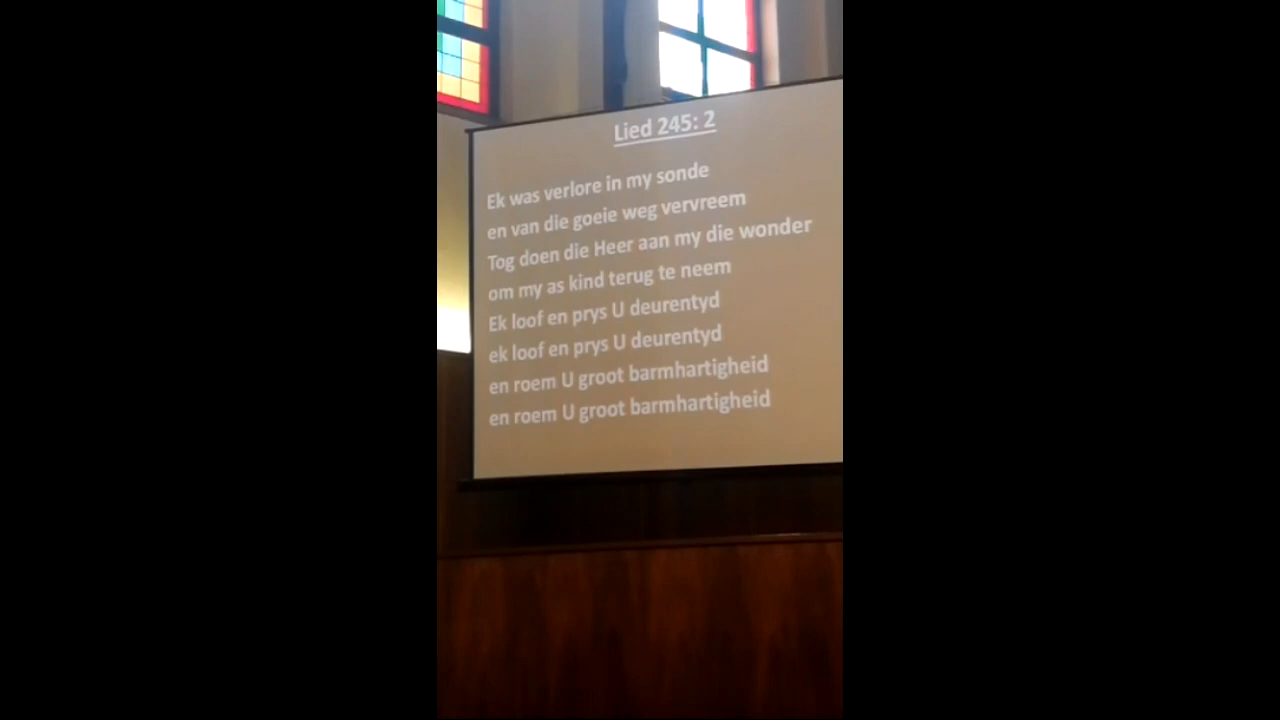 Lied 245: 2
Ek was verlore in my sonde
en van die goeie weg vervreem
Tog doen die Heer aan my die wonder
om my as kind terug te neem
Ek loof en prys U deurentyd
ek loof en prys U deurentyd
en roem U groot barmhartigheid
en roem U groot barmhartigheid